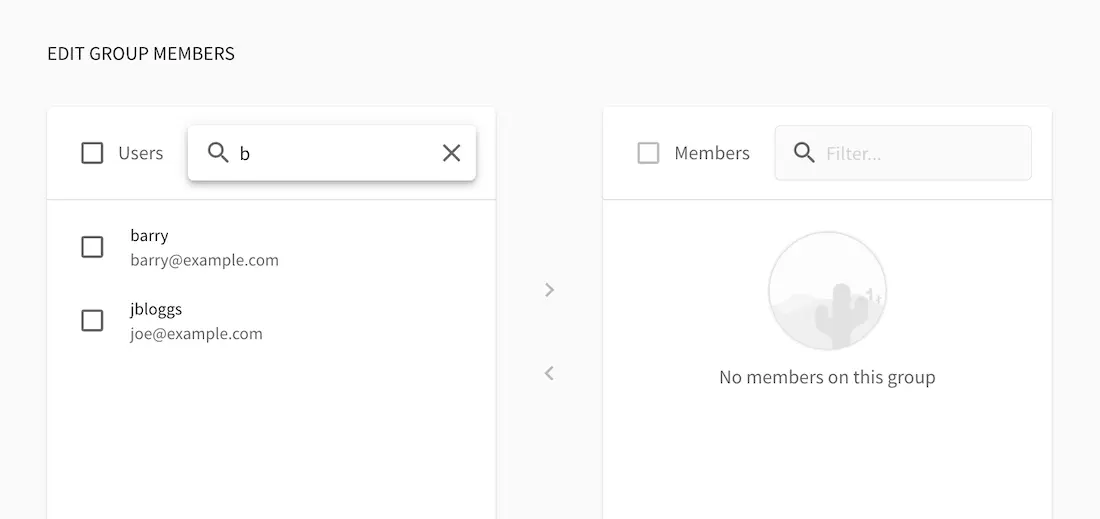 EDIT GROUP MEMBERS
Users
b
barry
barry@example.com
jbloggs
joe@example.com
Members
Filter...
No members on this group